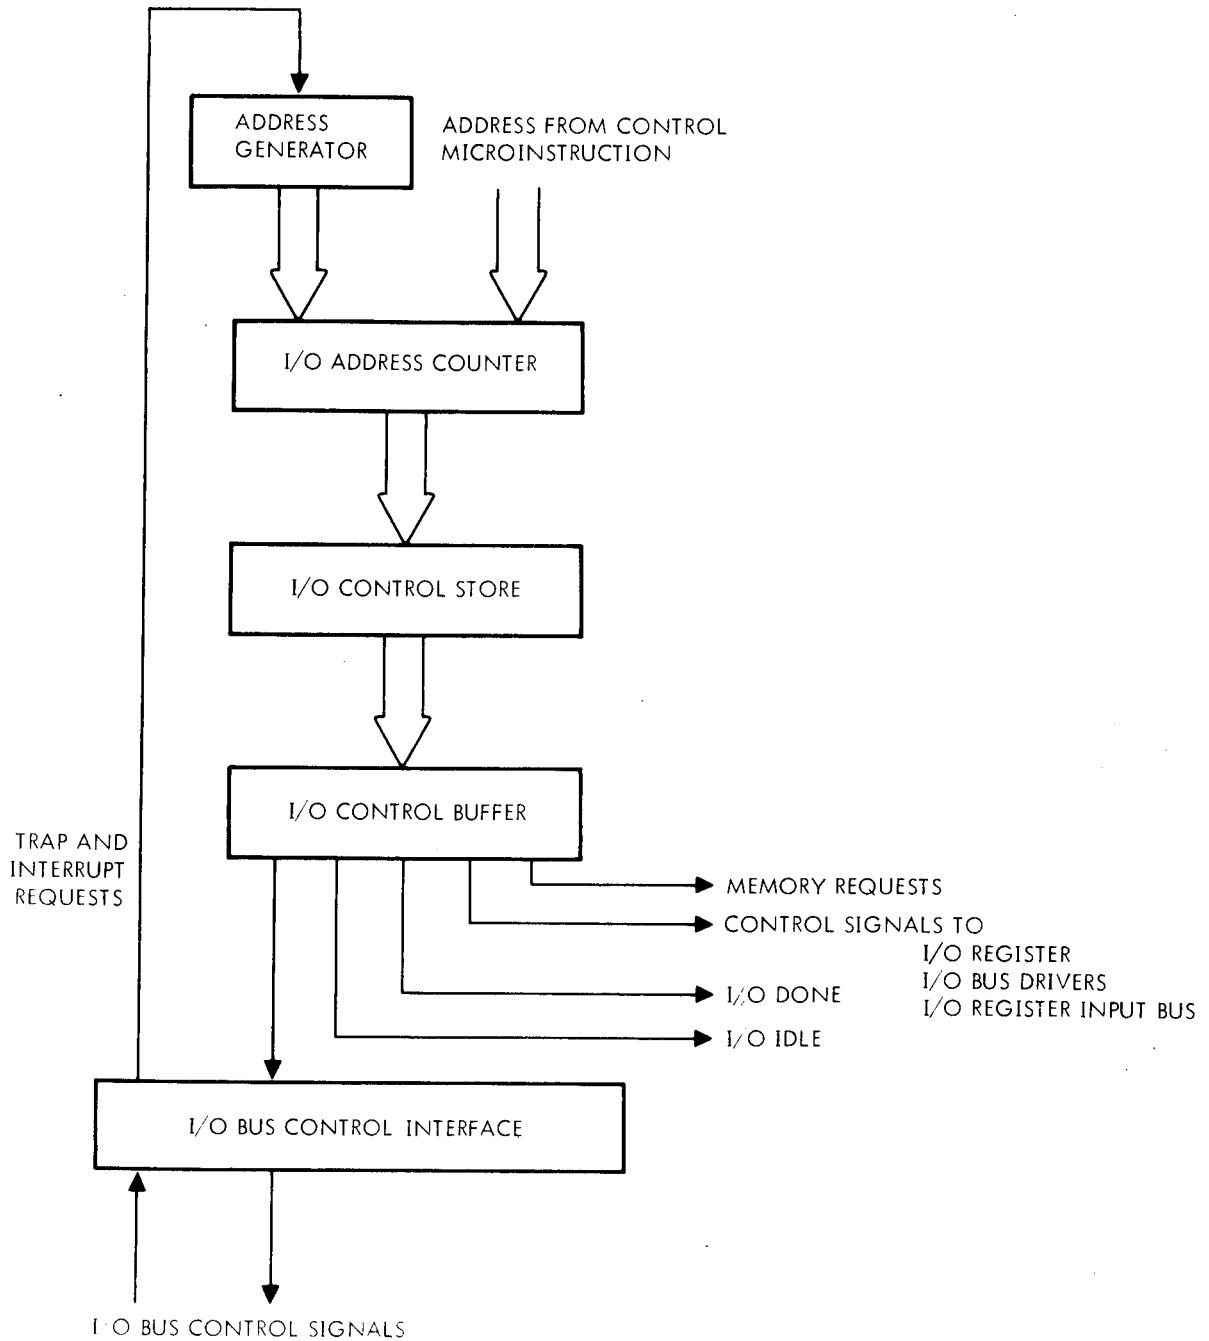 ADDRESS
GENERATOR
ADDRESS FROM CONTROL
MICROINSTRUCTION
I/O ADDRESS COUNTER
I/O CONTROL STORE
I/O CONTROL BUFFER
TRAP AND
INTERRUPT
REQUESTS
MEMORY REQUESTS
CONTROL SIGNALS TO
I/O REGISTER
I/O BUS DRIVERS
I/O REGISTER INPUT BUS
I/O DONE
I/O IDLE
I/O BUS CONTROL INTERFACE
I/O BUS CONTROL SIGNALS